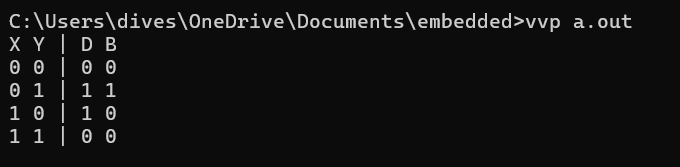 C:\Users\dives\OneDrive\Documents\embedded>vvp a.out
X Y | D B
0 0 | 0 0
0 1 | 1 1
1 0 | 1 0
1 1 | 0 0